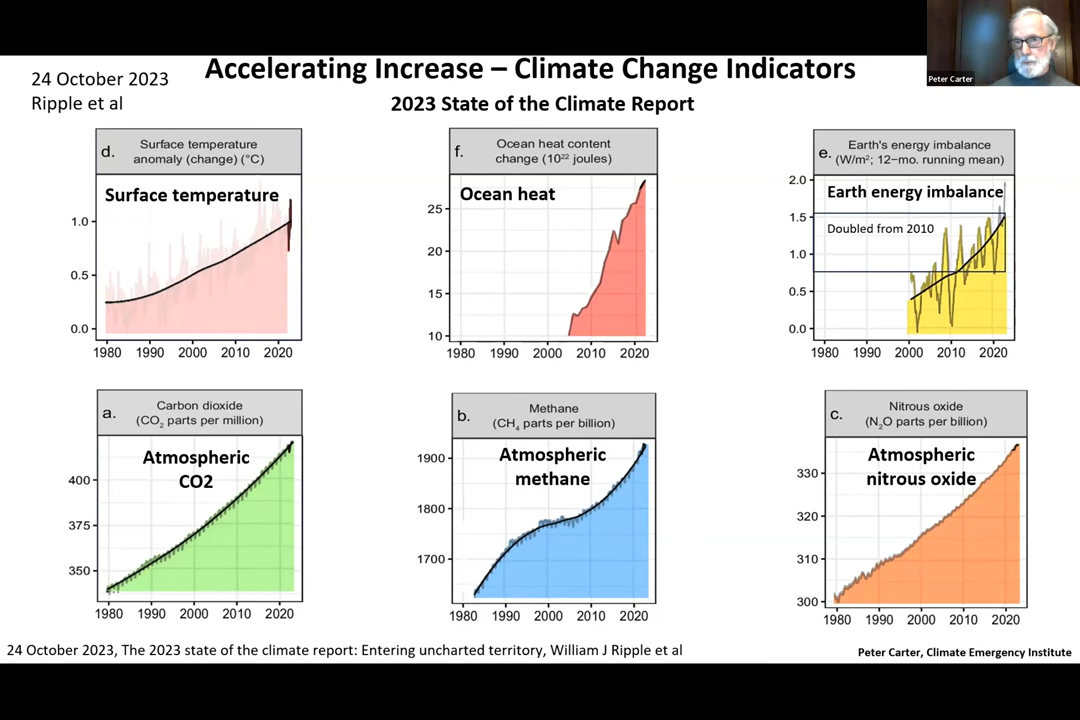 Accelerating Increase – Climate Change Indicators
24 October 2023
Ripple et al
2023 State of the Climate Report
Peter Carter
d.
Surface temperature
anomaly (change) (°C)
Surface temperature
1.0
0.5
0.0
1980 1990 2000 2010 2020
f.
Ocean heat content
change (10²² joules)
Ocean heat
25
20
15
10
1980 1990 2000 2010 2020
e.
Earth's energy imbalance
(W/m²; 12−mo. running mean)
Earth energy imbalance
Doubled from 2010
2.0
1.5
1.0
0.5
0.0
1980 1990 2000 2010 2020
a.
Carbon dioxide
(CO₂ parts per million)
Atmospheric
CO2
400
375
350
1980 1990 2000 2010 2020
b.
Methane
(CH₄ parts per billion)
Atmospheric
methane
1900
1800
1700
1980 1990 2000 2010 2020
c.
Nitrous oxide
(N₂O parts per billion)
Atmospheric
nitrous oxide
330
320
310
300
1980 1990 2000 2010 2020
24 October 2023, The 2023 state of the climate report: Entering uncharted territory, William J Ripple et al
Peter Carter, Climate Emergency Institute